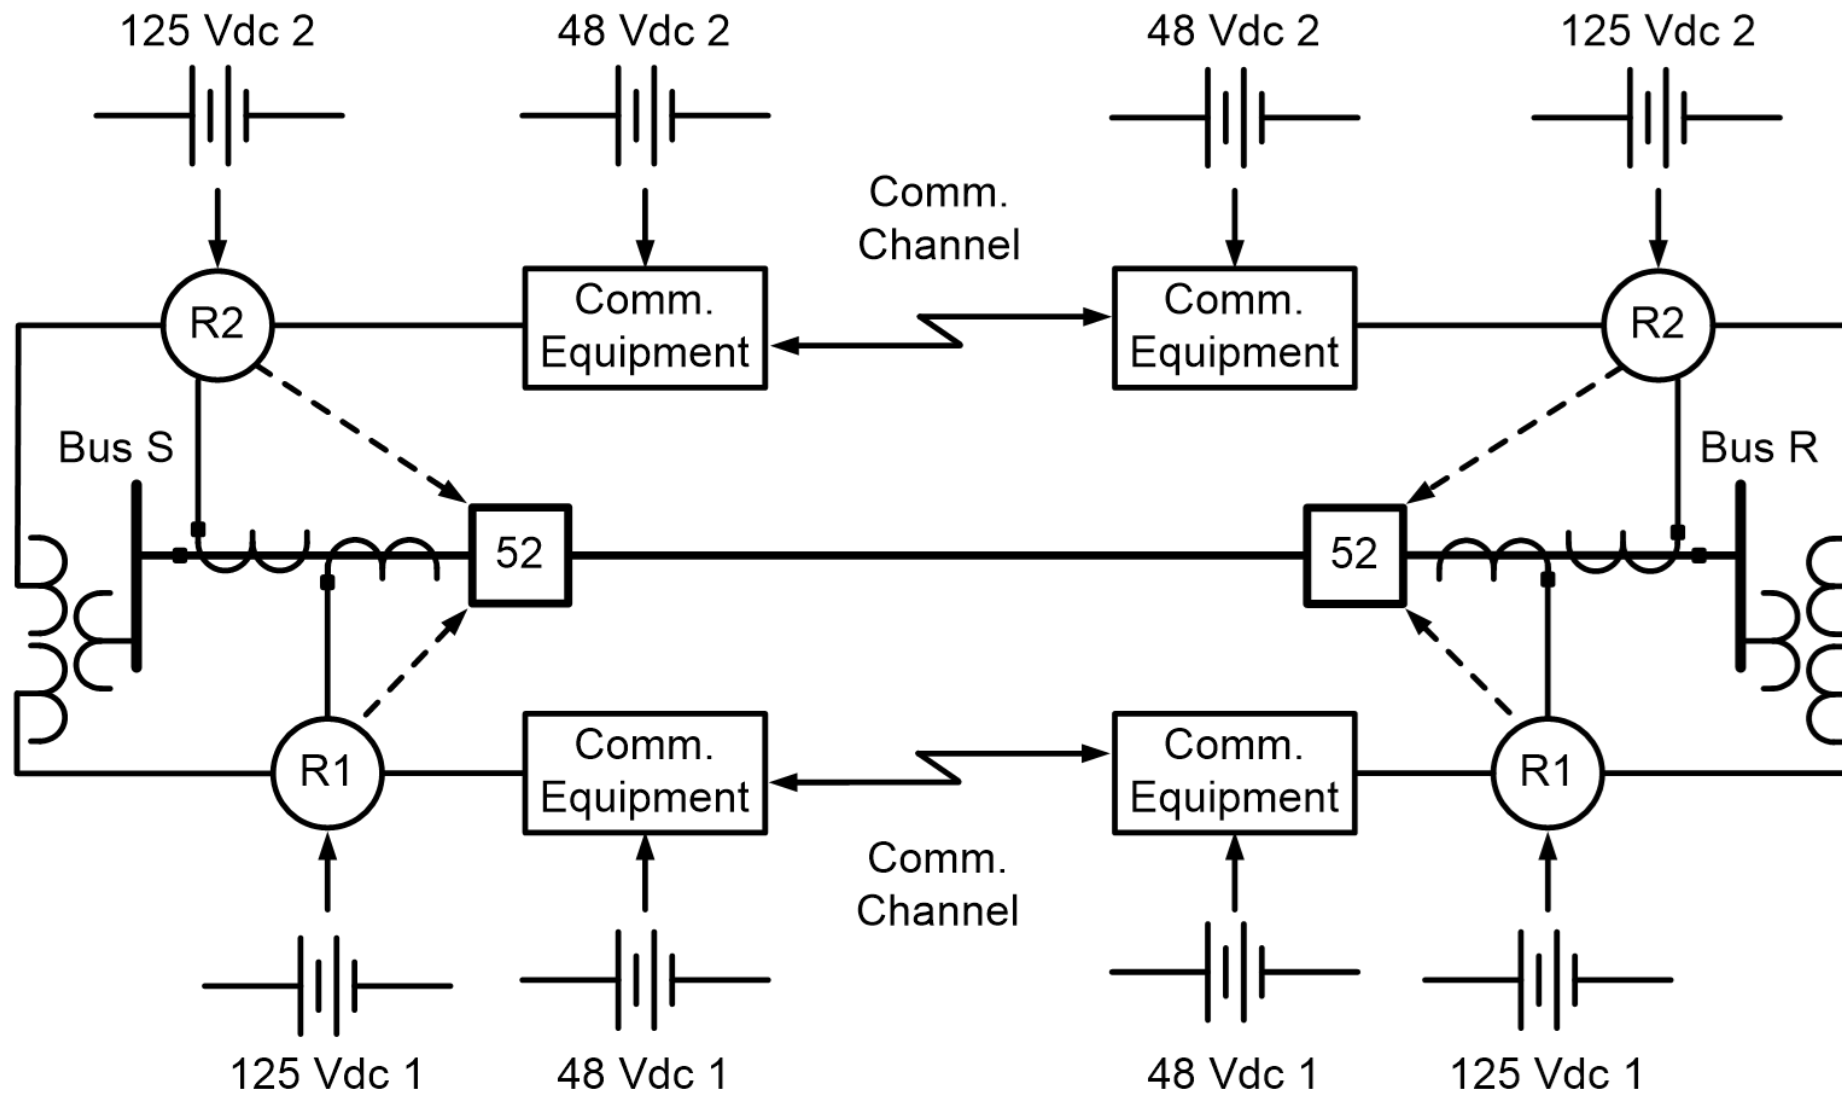 125 Vdc 2
48 Vdc 2
48 Vdc 2
125 Vdc 2
Comm.
Channel
R2
Comm.
Equipment
Comm.
Equipment
R2
Bus S
Bus R
52
52
R1
Comm.
Equipment
Comm.
Equipment
R1
Comm.
Channel
125 Vdc 1
48 Vdc 1
48 Vdc 1
125 Vdc 1